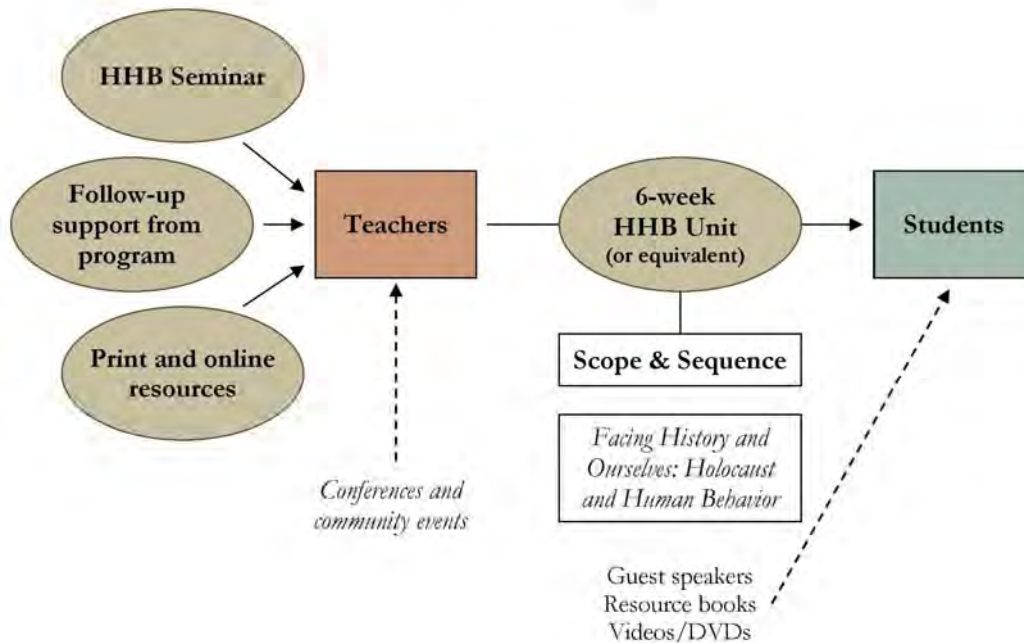 HHB Seminar
Follow-up
support from
program
Print and online
resources
Teachers
Conferences and
community events
6-week
HHB Unit
(or equivalent)
Scope & Sequence
Facing History and
Ourselves: Holocaust
and Human Behavior
Students
Guest speakers
Resource books
Videos/DVDs